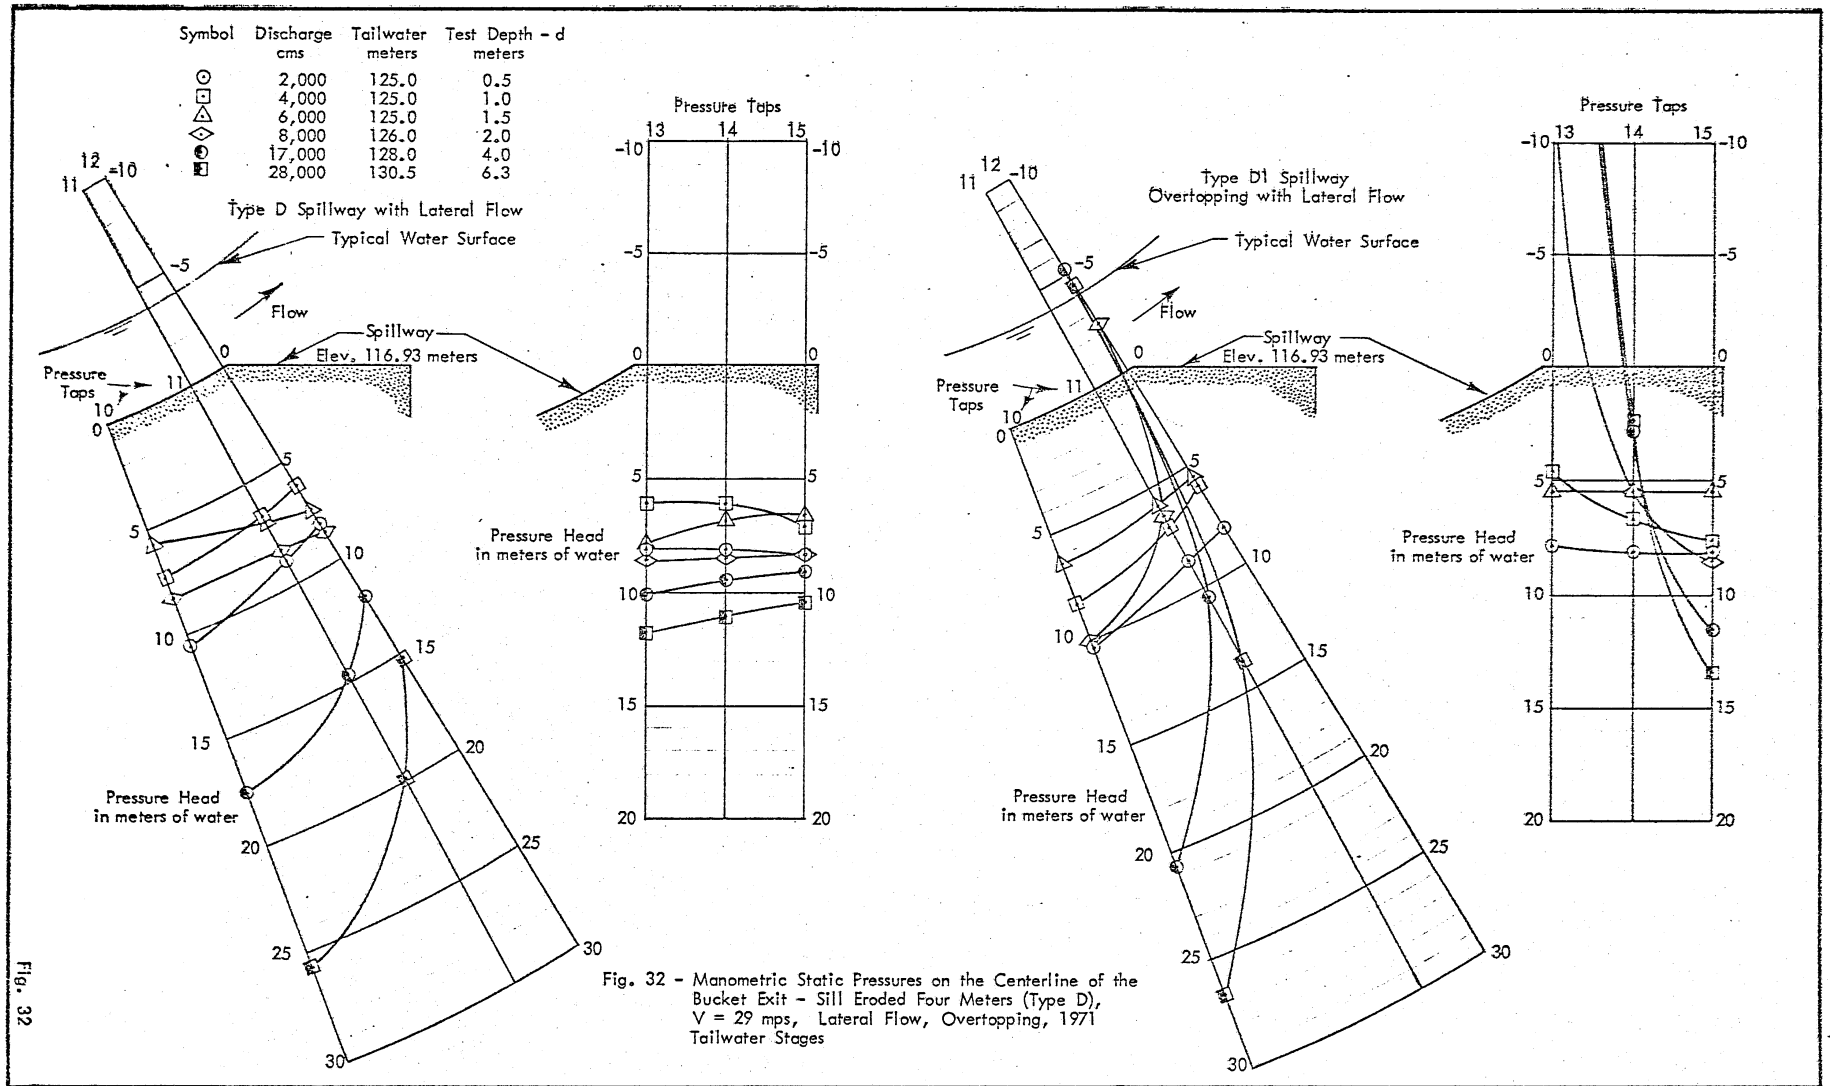 Symbol Discharge Tailwater Test Depth - d
cms meters meters
2,000 125.0 0.5
4,000 125.0 1.0
6,000 125.0 1.5
8,000 126.0 2.0
17,000 128.0 4.0
28,000 130.5 6.3
12 -10
11
Type D Spillway with Lateral Flow
Typical Water Surface
-5
Flow
Spillway
0
Elev. 116.93 meters
Pressure
Taps
11
10
0
5
5
10
10
15
15
20
Pressure Head
in meters of water
20
25
25
30
30
Pressure Taps
13 14 15
-10 -10
-5 -5
0 0
5 5
Pressure Head
in meters of water
10 10
15 15
20 20
12 -10
11
Type D1 Spillway
Overtopping with Lateral Flow
Typical Water Surface
-5
Flow
Spillway
0
Elev. 116.93 meters
Pressure
Taps
11
10
0
5
5
10
10
15
15
20
Pressure Head
in meters of water
20
25
25
30
30
Pressure Taps
13 14 15
-10 -10
-5 -5
0 0
5 5
Pressure Head
in meters of water
10 10
15 15
20 20
Fig. 32 - Manometric Static Pressures on the Centerline of the
Bucket Exit - Sill Eroded Four Meters (Type D),
V = 29 mps, Lateral Flow, Overtopping, 1971
Tailwater Stages
Fig. 32